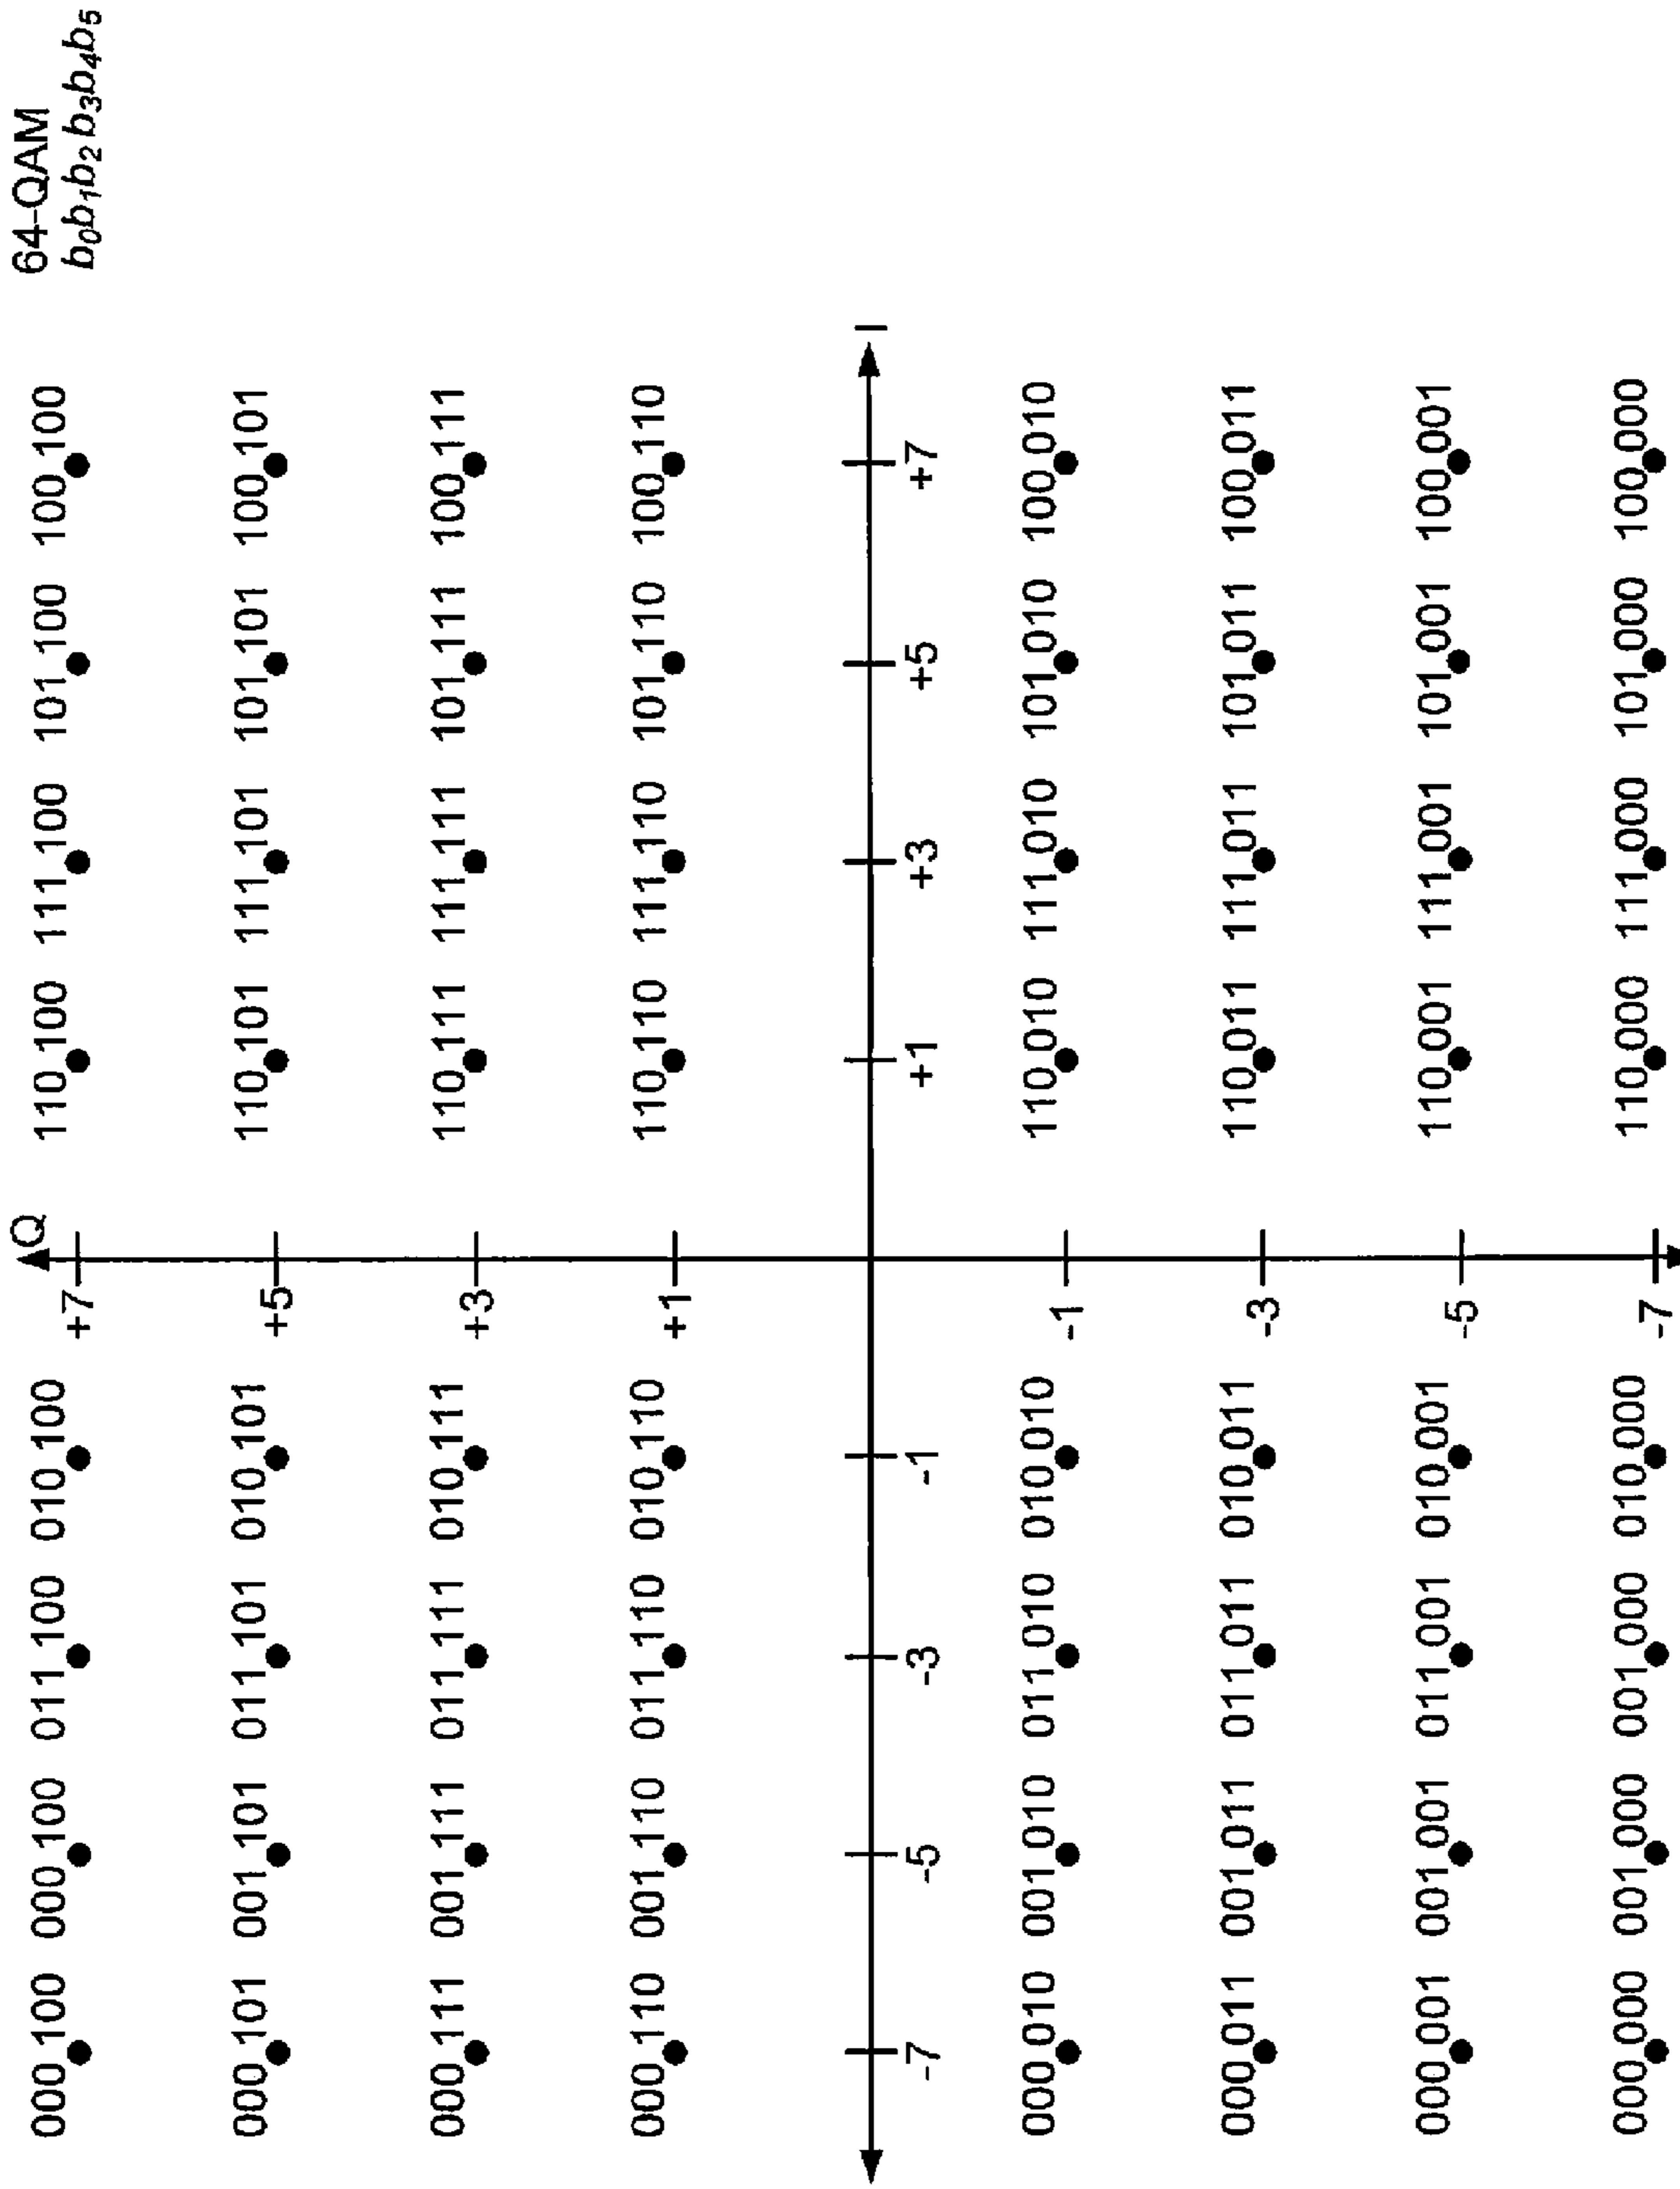 64-QAM
b₀b₁b₂ b₃b₄b₅
Q
000 100 000 100 011 100 010 100 110 100 111 100 101 100 100 100
+7
000 101 001 101 011 101 010 101 110 101 111 101 101 101 100 101
+5
000 111 001 111 011 111 010 111 110 111 111 111 101 111 100 111
+3
000 110 001 110 011 110 010 110 110 110 111 110 101 110 100 110
+1
I
-7 -5 -3 -1 +1 +3 +5 +7
000 010 001 010 011 010 010 010 110 010 111 010 101 010 100 010
-1
000 011 001 011 011 011 010 011 110 011 111 011 101 011 100 011
-3
000 001 001 001 011 001 010 001 110 001 111 001 101 001 100 001
-5
000 000 001 000 001 000 010 000 110 000 111 000 101 000 100 000
-7